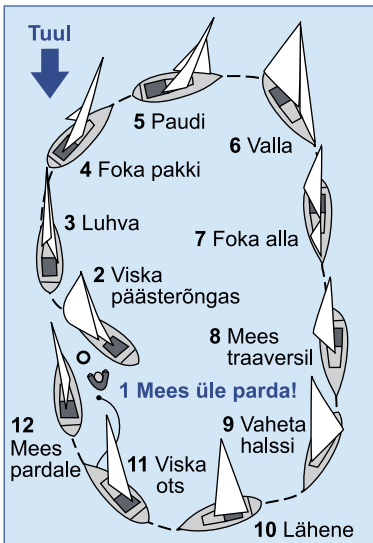 Tuul
5 Paudi
6 Valla
4 Foka pakki
3 Luhva
7 Foka alla
2 Viska
päästerõngas
8 Mees
traaversil
1 Mees üle parda!
12
Mees
pardale
9 Vaheta
halssi
11 Viska
ots
10 Lähene